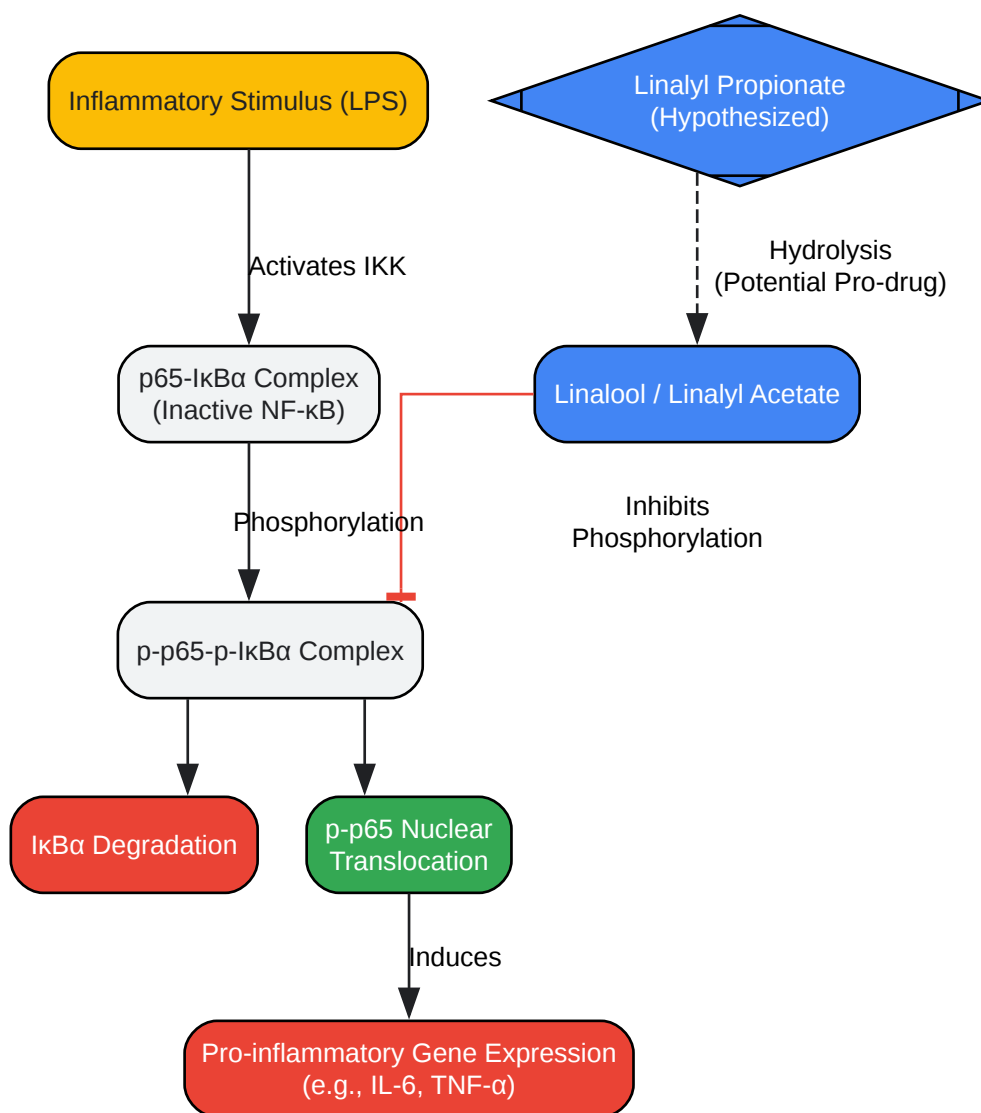 Inflammatory Stimulus (LPS)
Linalyl Propionate
(Hypothesized)
Activates IKK
Hydrolysis
(Potential Pro-drug)
p65-IκBα Complex
(Inactive NF-κB)
Linalool / Linalyl Acetate
Phosphorylation
Inhibits
Phosphorylation
p-p65-p-IκBα Complex
IκBα Degradation
p-p65 Nuclear
Translocation
Induces
Pro-inflammatory Gene Expression
(e.g., IL-6, TNF-α)